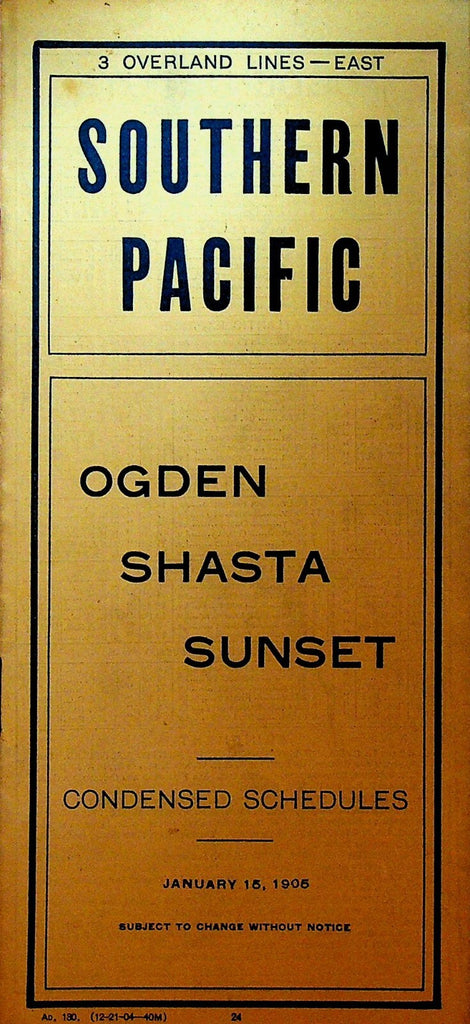 3 OVERLAND LINES — EAST
SOUTHERN
PACIFIC
OGDEN
SHASTA
SUNSET
CONDENSED SCHEDULES
JANUARY 15, 1905
SUBJECT TO CHANGE WITHOUT NOTICE
AD. 130. (12-21-04—40M) 24